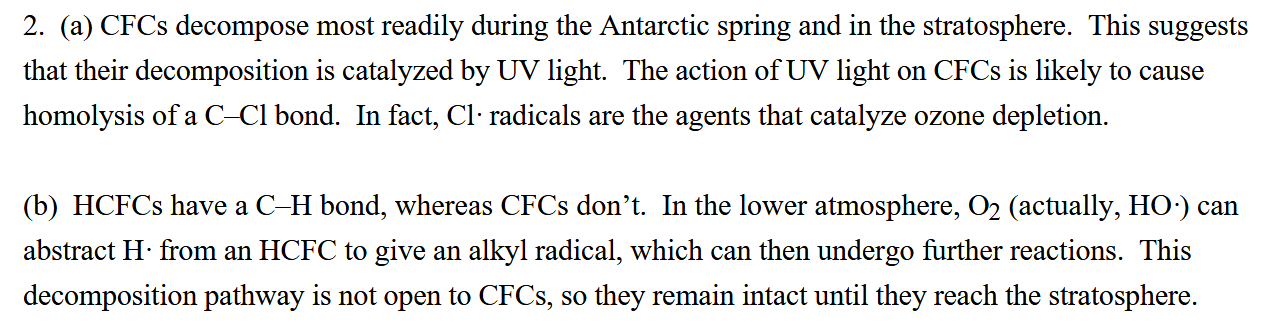 2. (a) CFCs decompose most readily during the Antarctic spring and in the stratosphere. This suggests
that their decomposition is catalyzed by UV light. The action of UV light on CFCs is likely to cause
homolysis of a C–Cl bond. In fact, Cl· radicals are the agents that catalyze ozone depletion.
(b) HCFCs have a C–H bond, whereas CFCs don’t. In the lower atmosphere, O₂ (actually, HO·) can
abstract H· from an HCFC to give an alkyl radical, which can then undergo further reactions. This
decomposition pathway is not open to CFCs, so they remain intact until they reach the stratosphere.